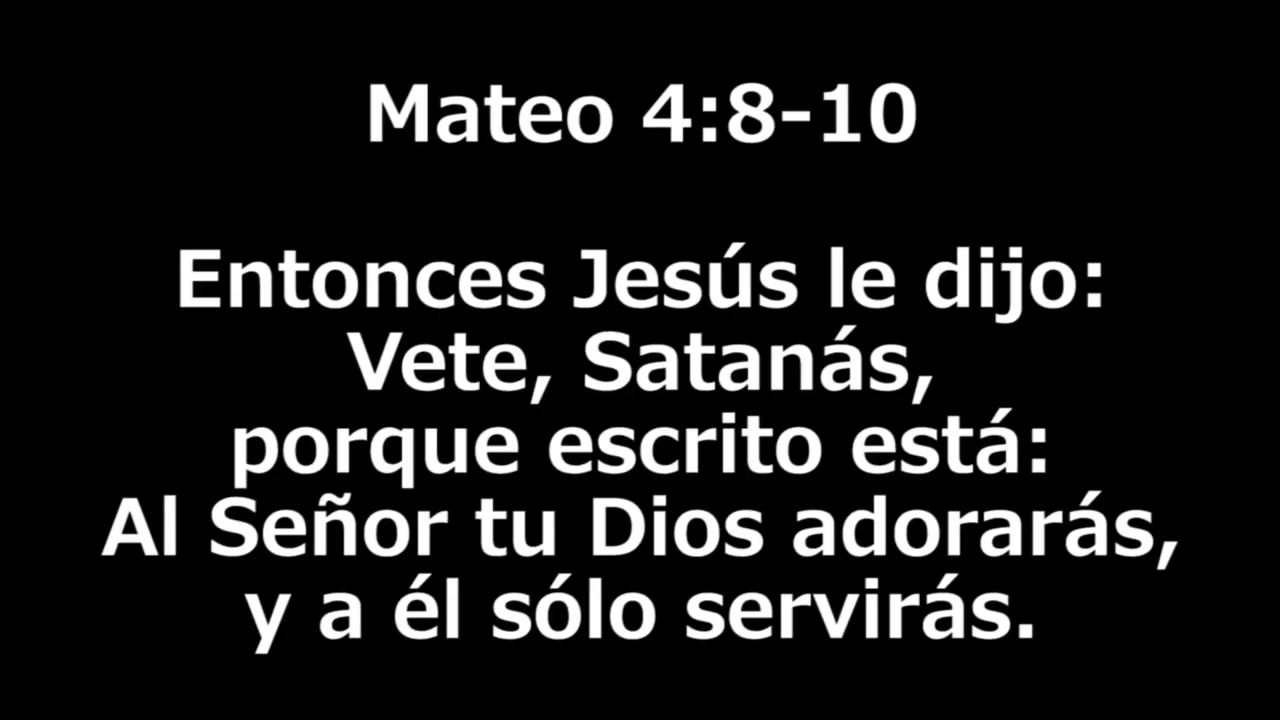 Mateo 4:8-10
Entonces Jesús le dijo:
Vete, Satanás,
porque escrito está:
Al Señor tu Dios adorarás,
y a él sólo servirás.